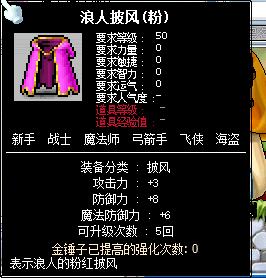 浪人披风(粉)
要求等级： 50
要求力量： 0
要求敏捷： 0
要求智力： 0
要求运气： 0
要求人气度： -
道具等级： -
道具经验值： -
新手 战士 魔法师 弓箭手 飞侠 海盗
装备分类 : 披风
攻击力 : +3
防御力 : +8
魔法防御力 : +6
可升级次数 : 5回
金锤子已提高的强化次数: 0
表示浪人的粉红披风